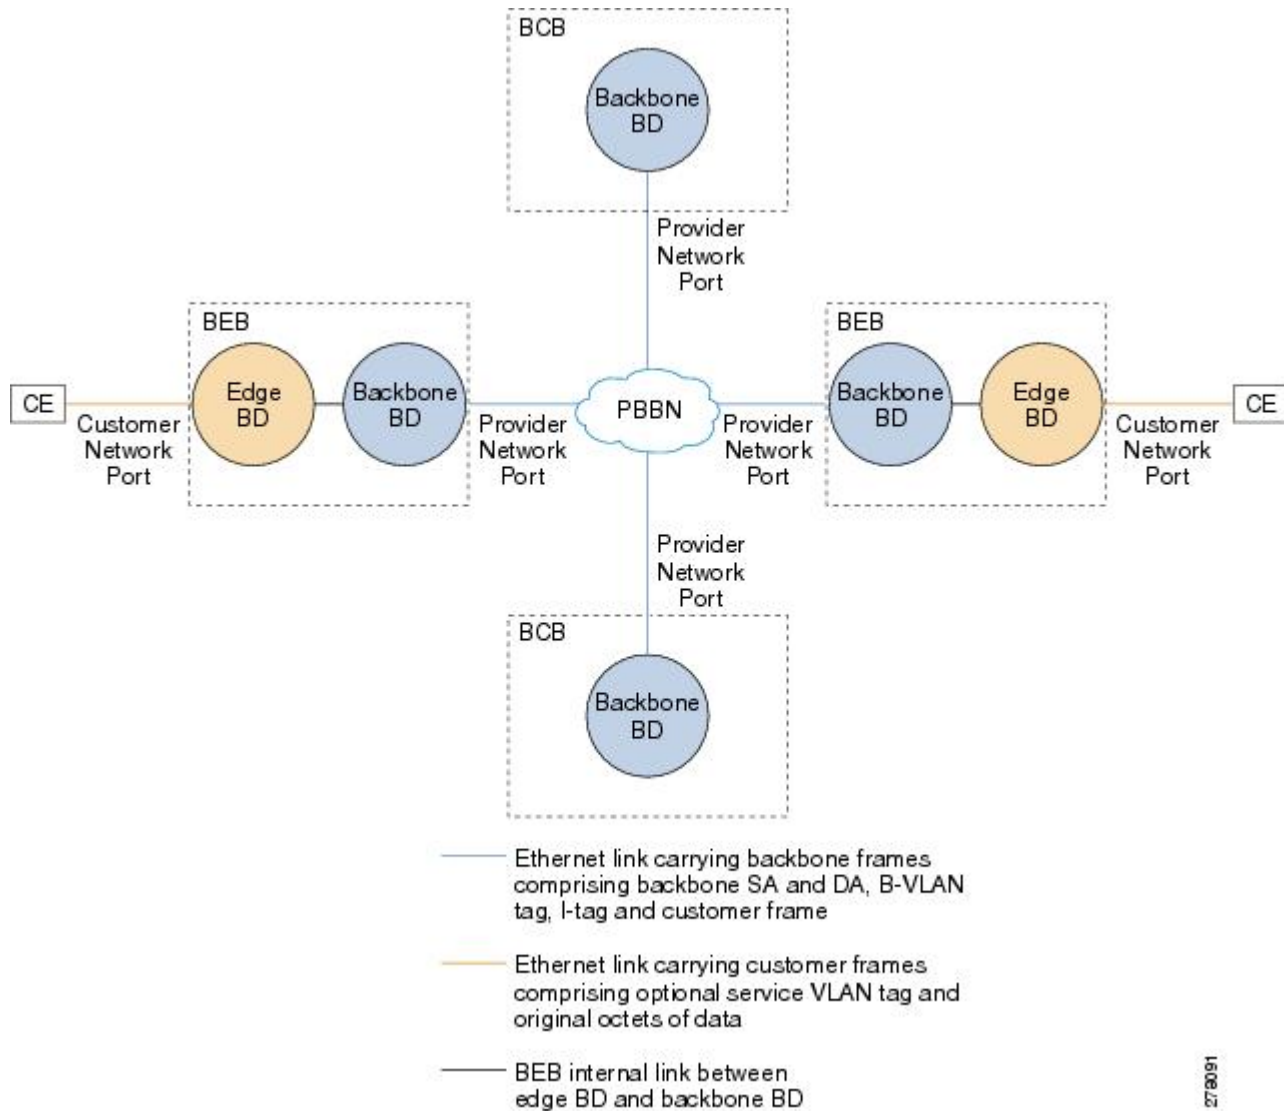 BCB
Backbone
BD
Provider
Network
Port
BEB
Edge
BD
Backbone
BD
CE
Customer
Network
Port
Provider
Network
Port
PBBN
Provider
Network
Port
BEB
Backbone
BD
Edge
BD
Customer
Network
Port
CE
Provider
Network
Port
BCB
Backbone
BD
Ethernet link carrying backbone frames
comprising backbone SA and DA, B-VLAN
tag, I-tag and customer frame
Ethernet link carrying customer frames
comprising optional service VLAN tag and
original octets of data
BEB internal link between
edge BD and backbone BD
279091